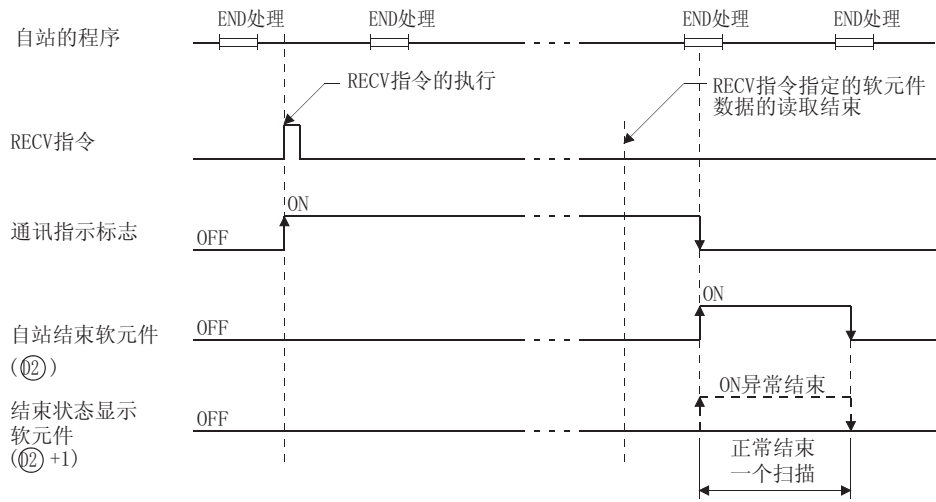 END处理 END处理 END处理 END处理
自站的程序
RECV指令的执行
RECV指令指定的软元件
数据的读取结束
RECV指令
ON
通讯指示标志
OFF
ON
自站结束软元件
OFF
(D2)
ON异常结束
结束状态显示
OFF
软元件
(D2 +1)
正常结束
一个扫描